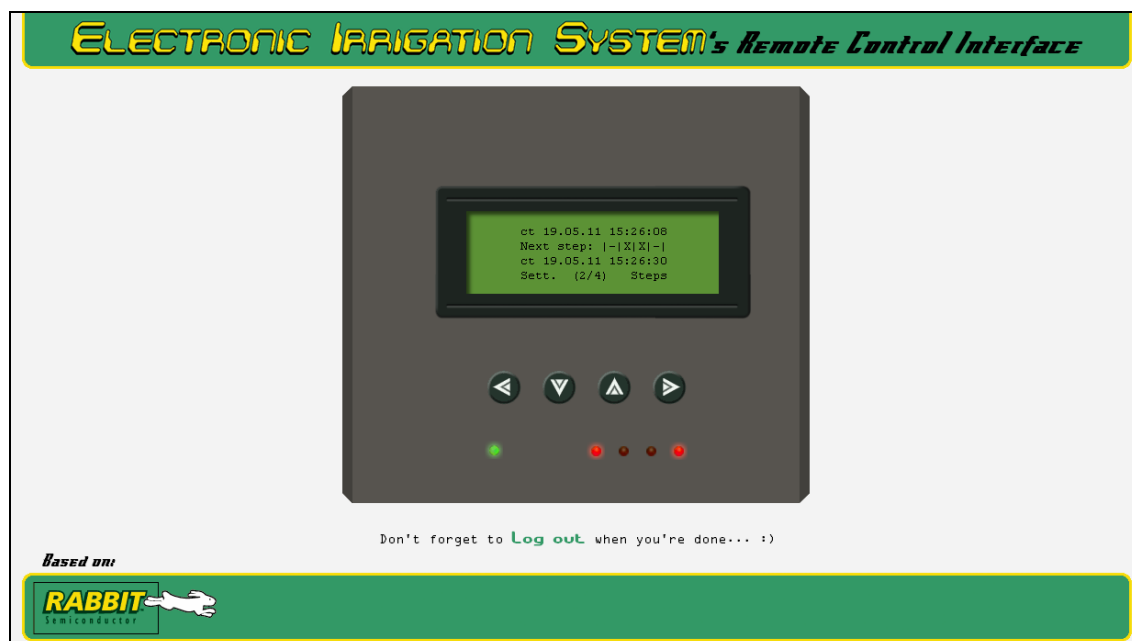 Electronic Irrigation System's Remote Control Interface
ct 19.05.11 15:26:08
Next step: |-|X|X|-|
ct 19.05.11 15:26:30
Sett. (2/4) Steps
Don't forget to Log out when you're done... :)
Based on:
RABBIT
Semiconductor